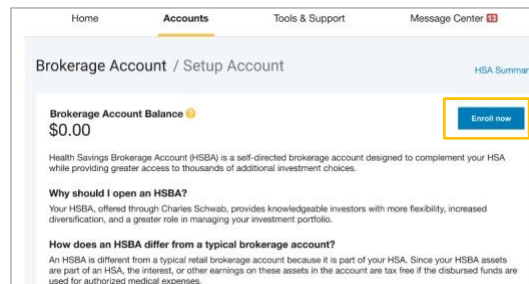 Home Accounts Tools & Support Message Center 13
Brokerage Account / Setup Account
HSA Summar
Brokerage Account Balance ?
$0.00
Enroll now
Health Savings Brokerage Account (HSBA) is a self-directed brokerage account designed to complement your HSA
while providing greater access to thousands of additional investment choices.
Why should I open an HSBA?
Your HSBA, offered through Charles Schwab, provides knowledgeable investors with more flexibility, increased
diversification, and a greater role in managing your investment portfolio.
How does an HSBA differ from a typical brokerage account?
An HSBA is different from a typical retail brokerage account because it is part of your HSA. Since your HSBA assets
are part of an HSA, the interest, or other earnings on these assets in the account are tax free if the disbursed funds are
used for authorized medical expenses.